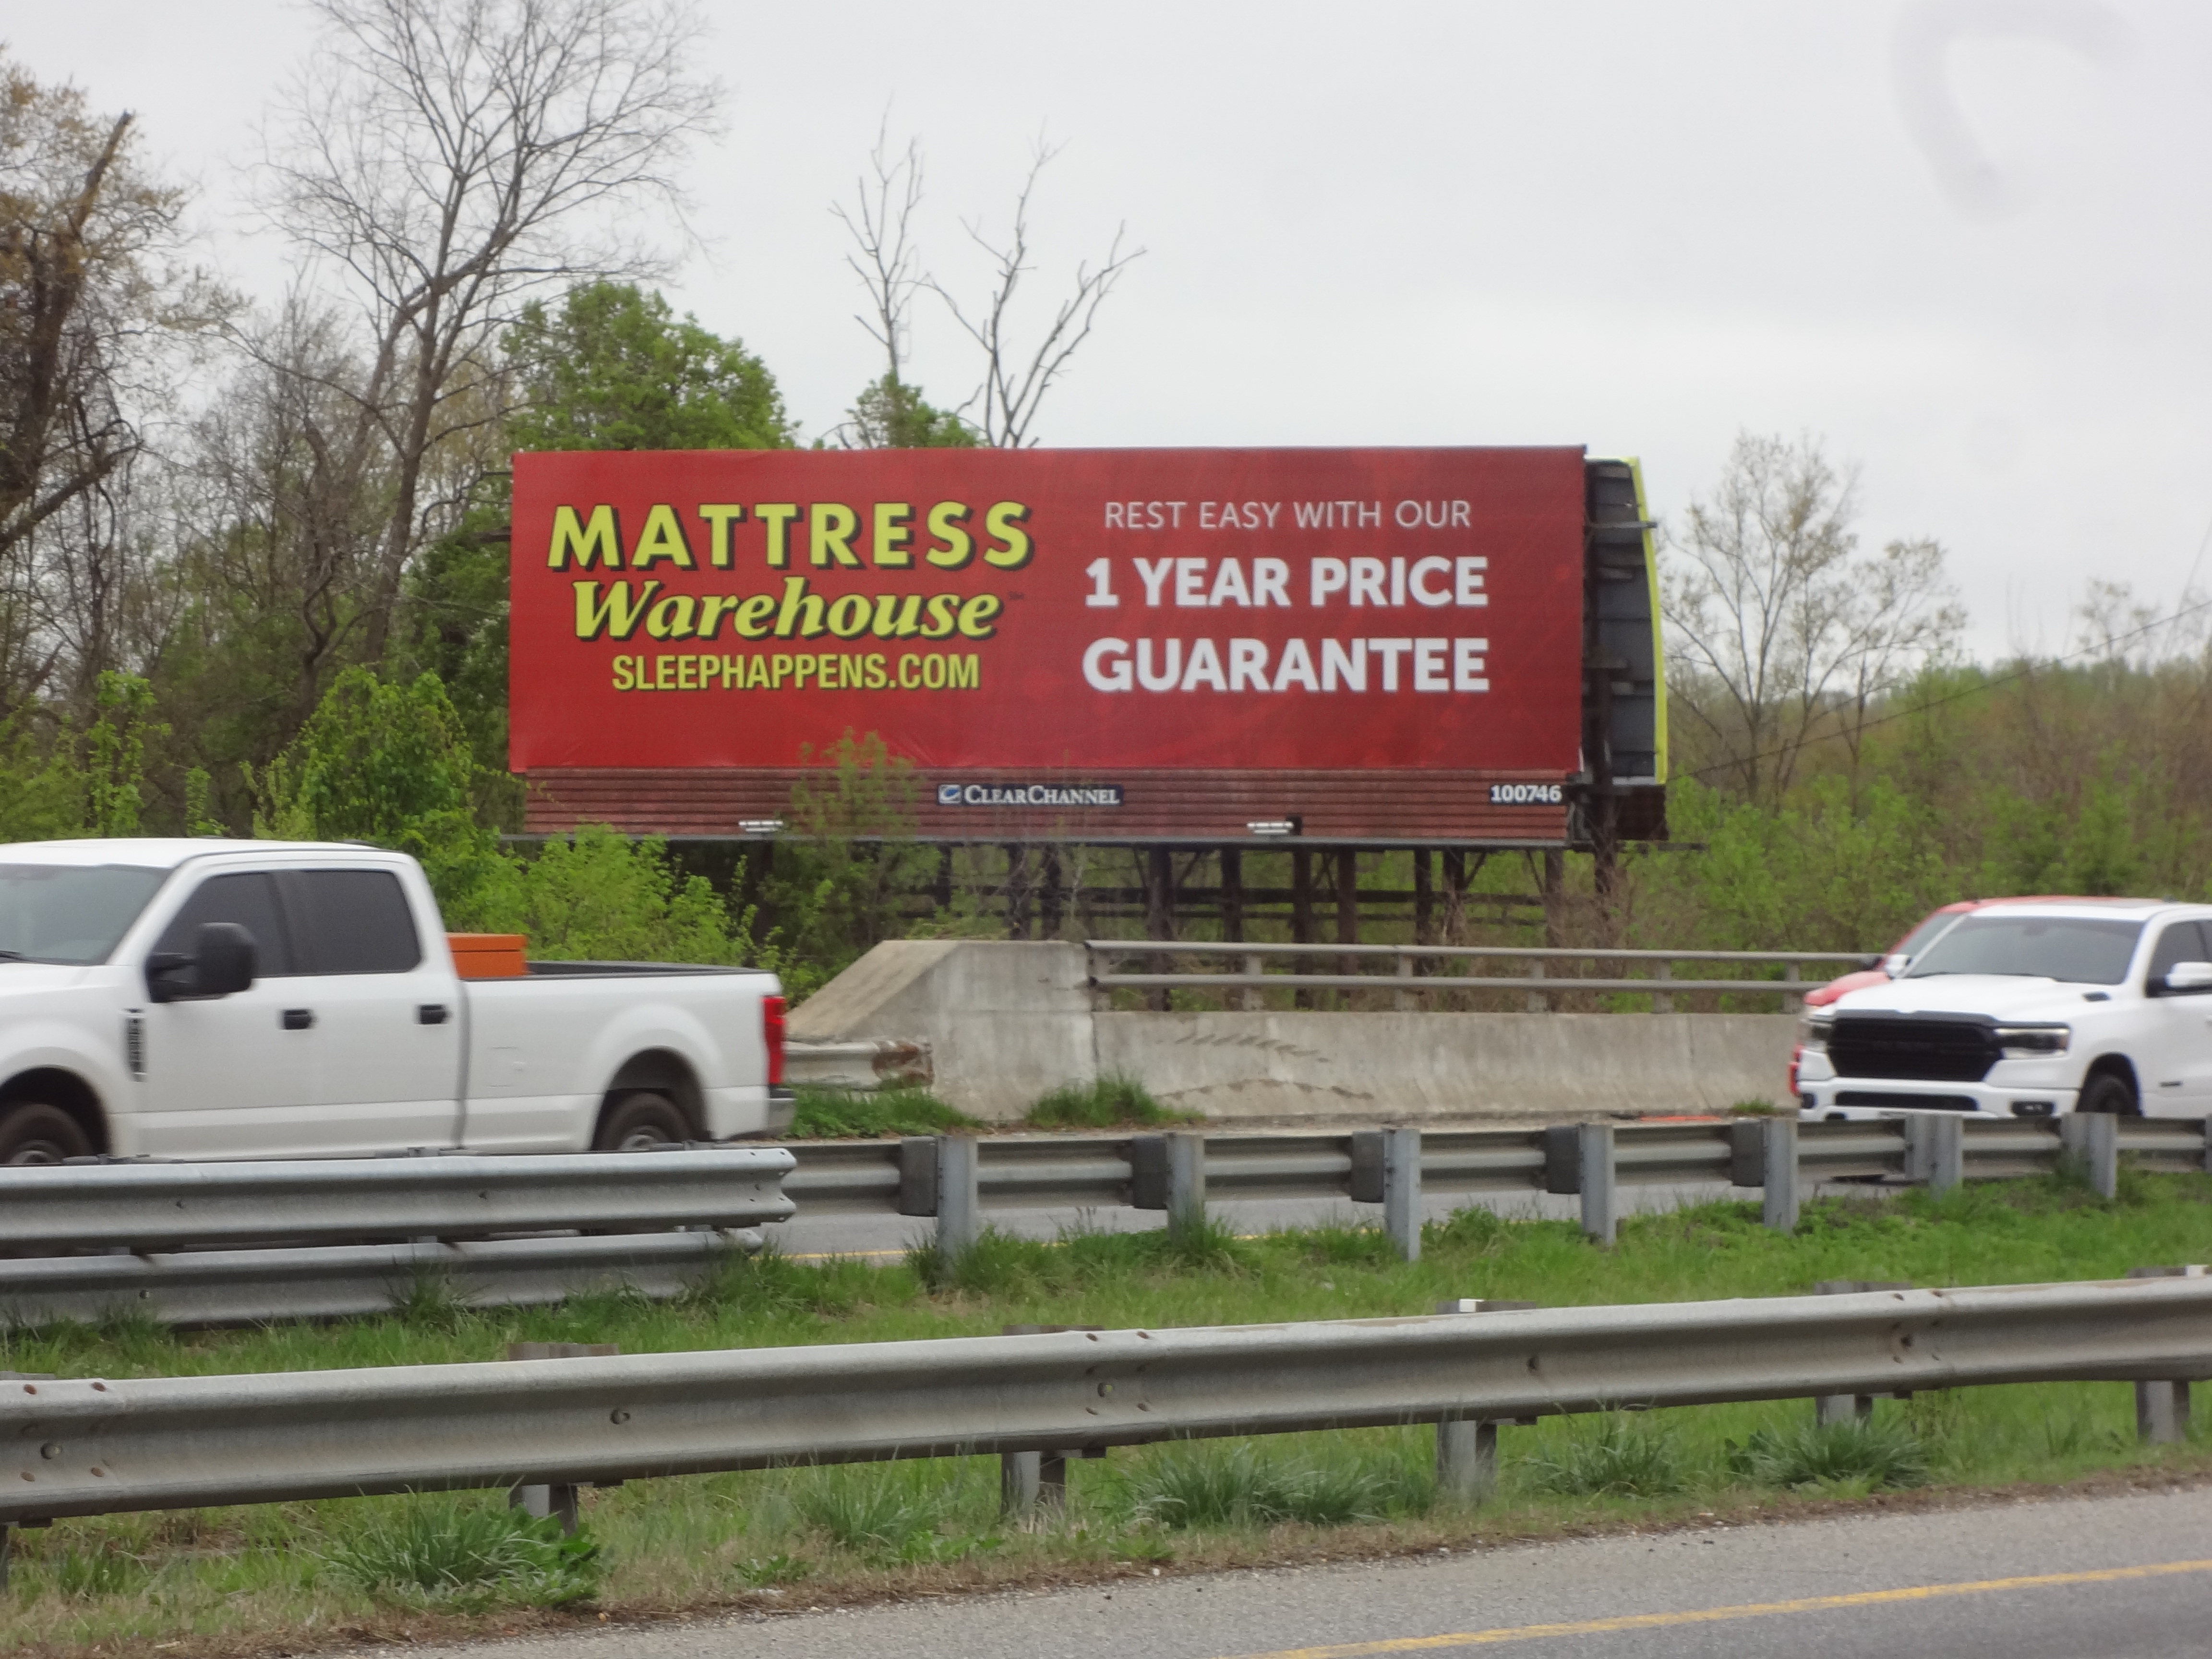 MATTRESS
Warehouse
SLEEPHAPPENS.COM
REST EASY WITH OUR
1 YEAR PRICE
GUARANTEE
CLEARCHANNEL
100746